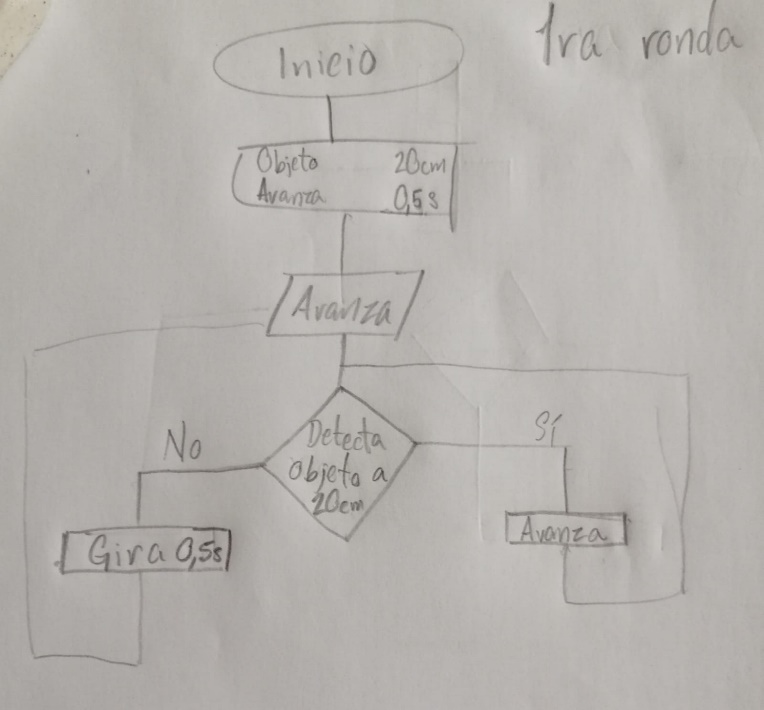 1ra ronda
Inicio
Objeto 20cm
Avanza 0,5s
Avanza
No
Detecta
objeto a
20cm
Sí
Gira 0,5s
Avanza